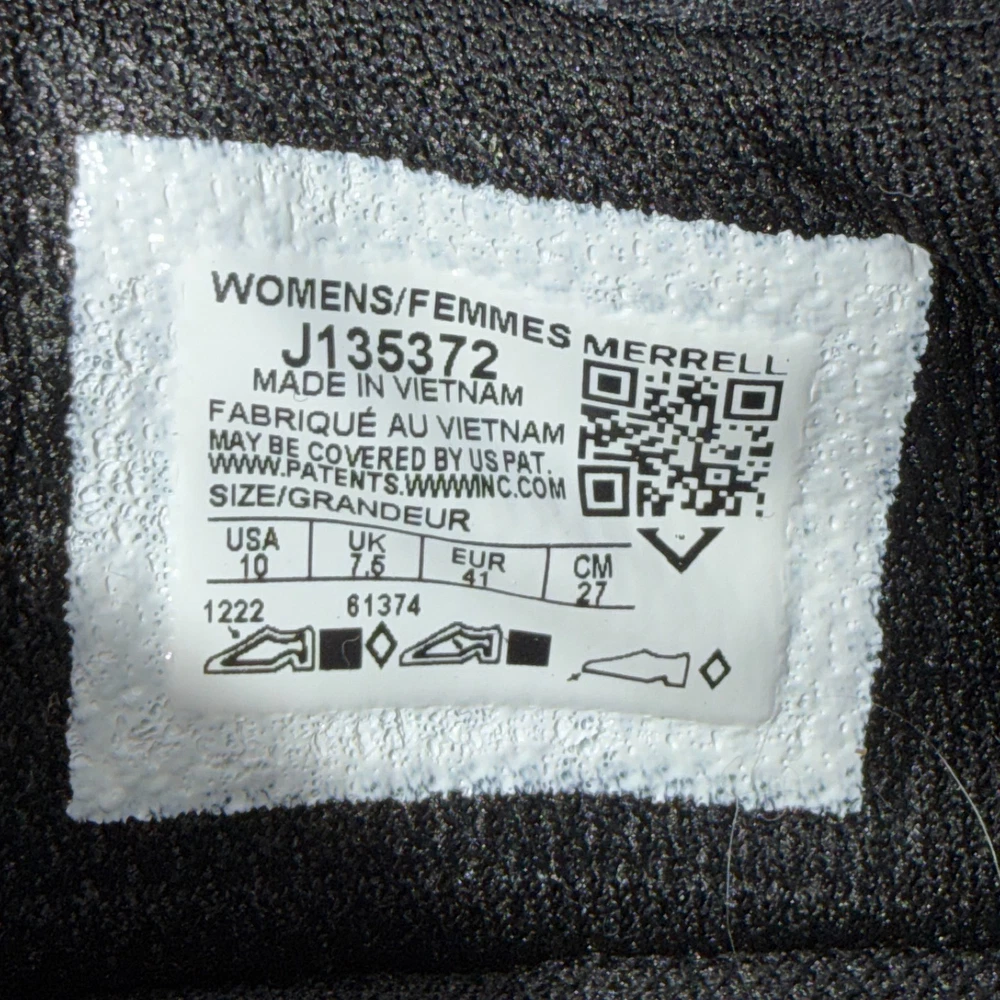 WOMENS/FEMMES
MERRELL
J135372
MADE IN VIETNAM
FABRIQUÉ AU VIETNAM
MAY BE COVERED BY US PAT.
WWW.PATENTS.WWWINC.COM
SIZE/GRANDEUR
USA UK EUR CM
10 7.5 41 27
1222 61374